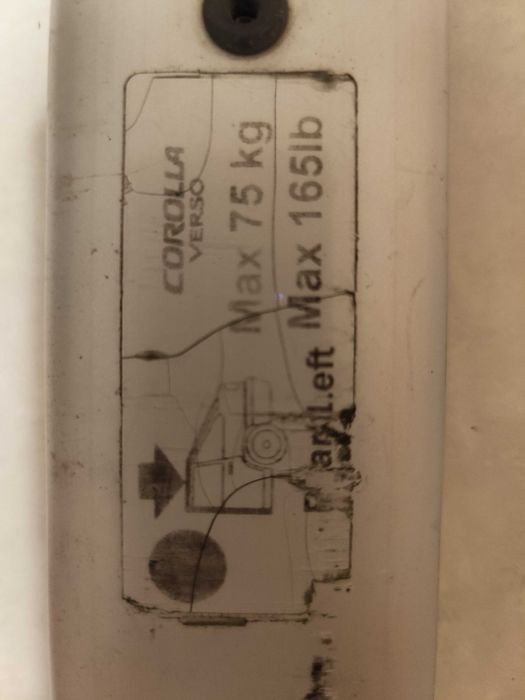 COROLLA
VERSO
Max 75 kg
Left Max 165lb